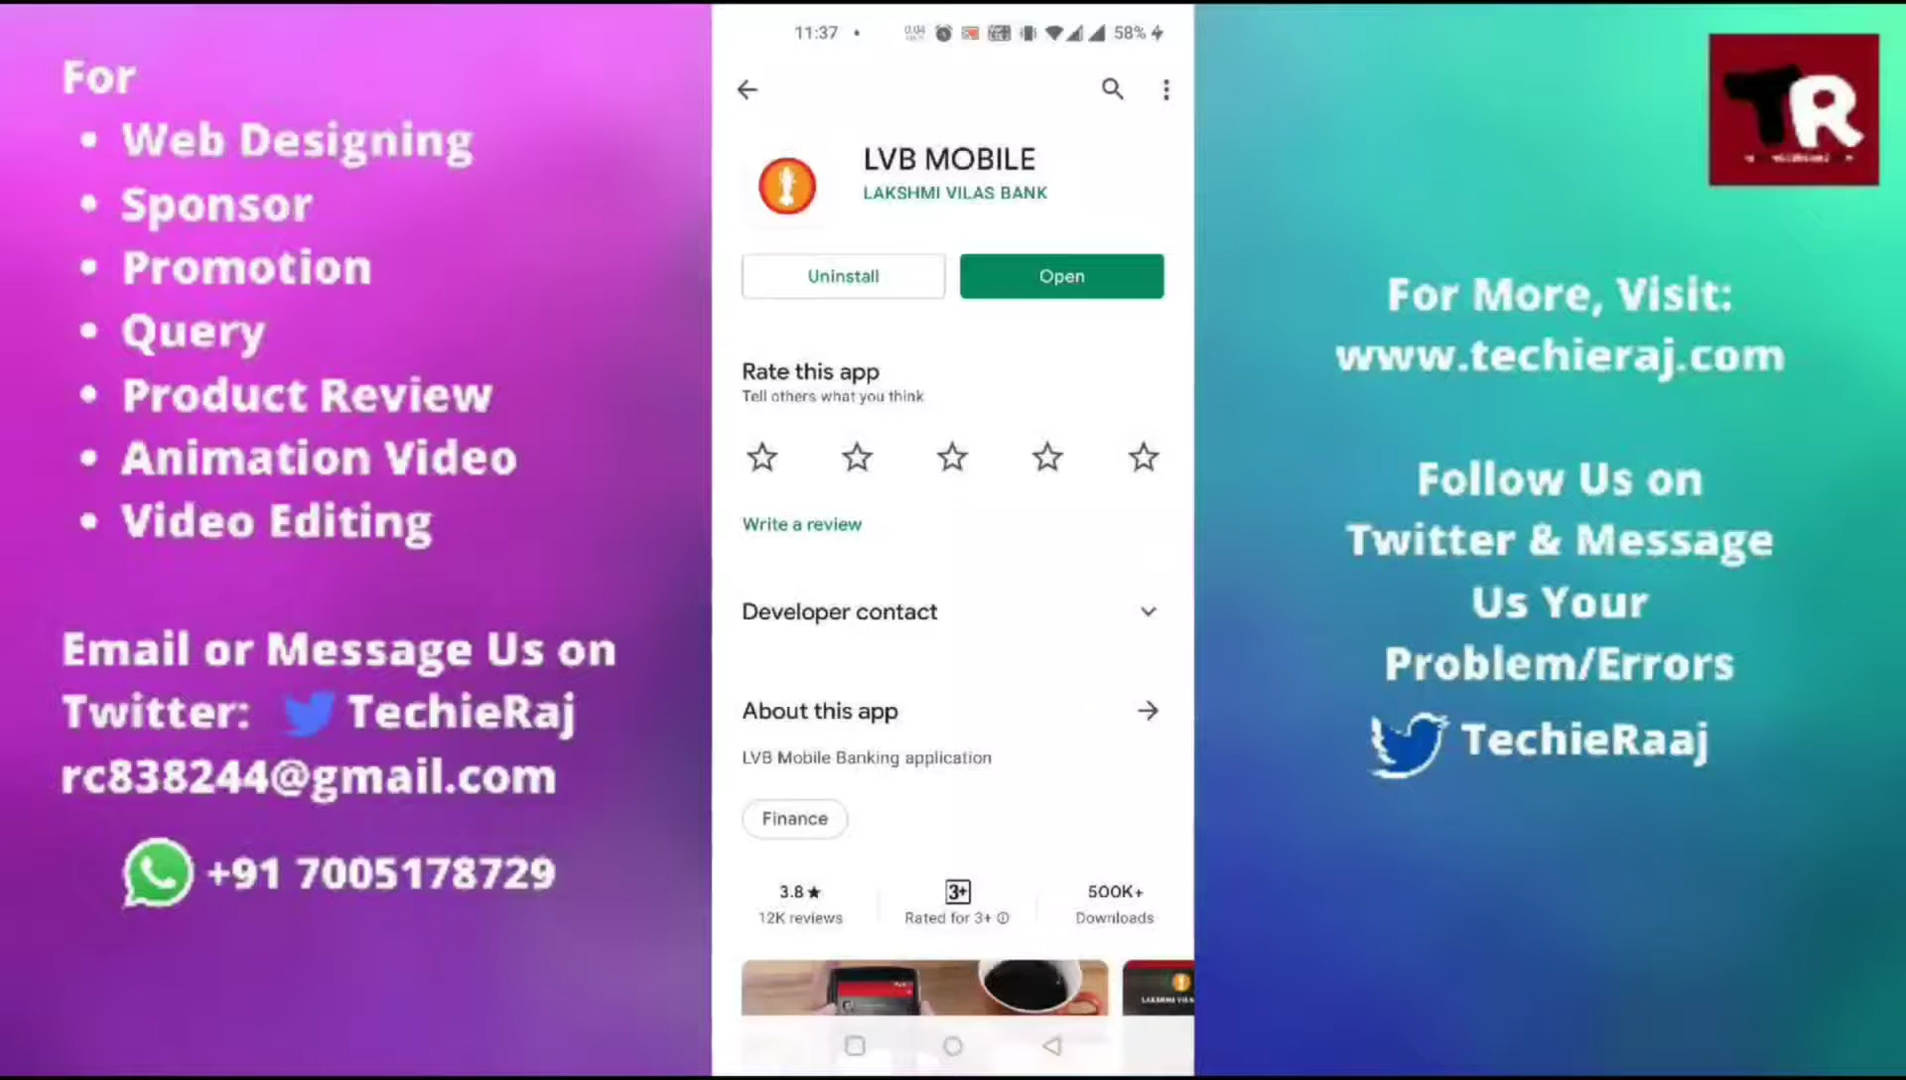 For
• Web Designing
• Sponsor
• Promotion
• Query
• Product Review
• Animation Video
• Video Editing
Email or Message Us on
Twitter: TechieRaj
rc838244@gmail.com
+91 7005178729
11:37
58%
LVB MOBILE
LAKSHMI VILAS BANK
Uninstall
Open
Rate this app
Tell others what you think
Write a review
Developer contact
About this app
LVB Mobile Banking application
Finance
3.8★
12K reviews
3+
Rated for 3+
500K+
Downloads
TR
For More, Visit:
www.techieraj.com
Follow Us on
Twitter & Message
Us Your
Problem/Errors
TechieRaaj